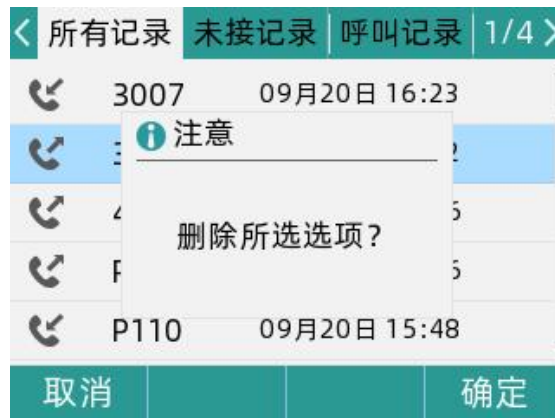 所有记录 未接记录 呼叫记录 1/4
3007 09月20日 16:23
注意
删除所选选项?
P110 09月20日 15:48
取消 确定